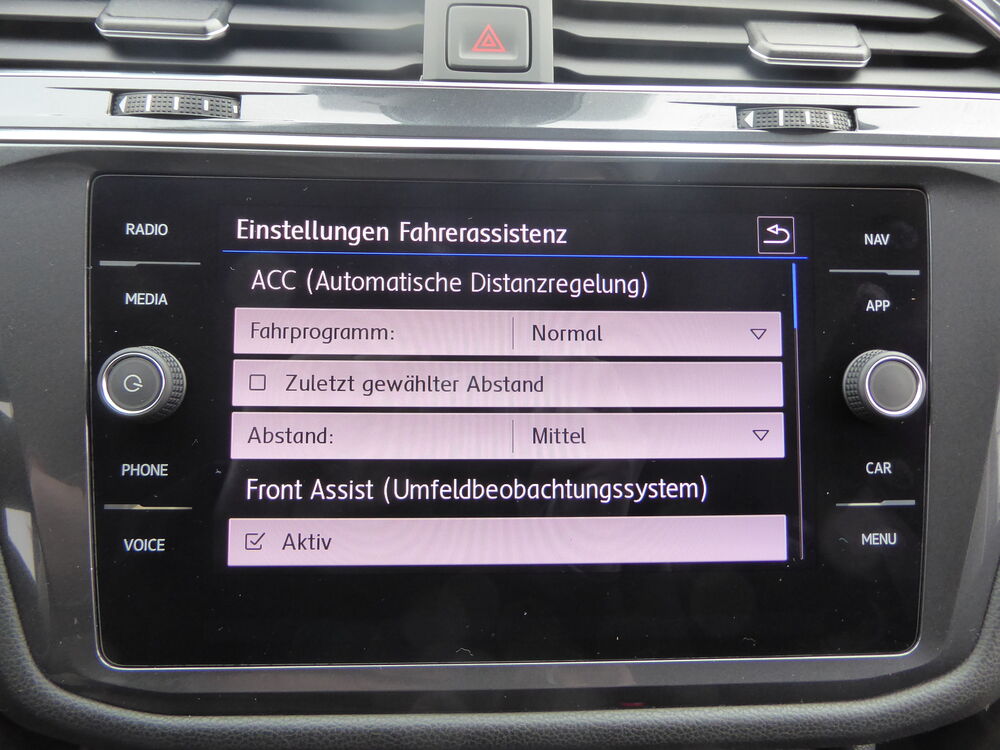 RADIO
MEDIA
PHONE
VOICE
Einstellungen Fahrerassistenz
ACC (Automatische Distanzregelung)
Fahrprogramm: Normal
Zuletzt gewählter Abstand
Abstand: Mittel
Front Assist (Umfeldbeobachtungssystem)
Aktiv
NAV
APP
CAR
MENU